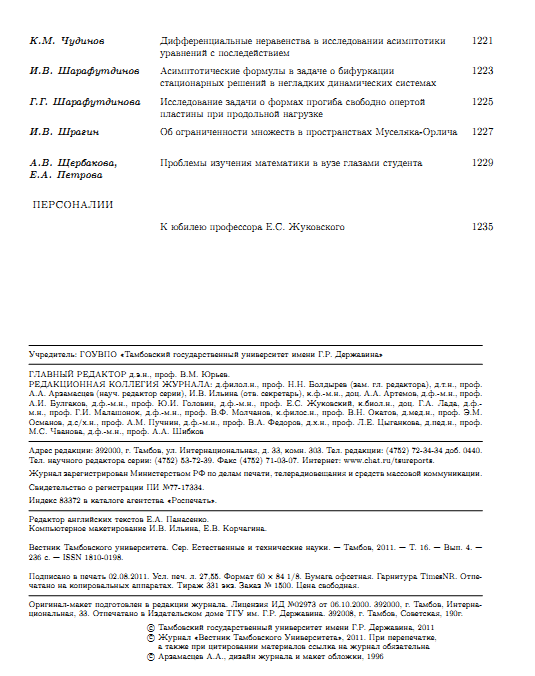 К.М. Чудинов Дифференциальные неравенства в исследовании асимптотики 1221
уравнений с последействием
И.В. Шарафутдинов Асимптотические формулы в задаче о бифуркации 1223
стационарных решений в негладких динамических системах
Г.Г. Шарафутдинова Исследование задачи о формах прогиба свободно опертой 1225
пластины при продольной нагрузке
И.В. Шрагин Об ограниченности множеств в пространствах Муселяка-Орлича 1227
А.В. Щербакова, Проблемы изучения математики в вузе глазами студента 1229
Е.А. Петрова
ПЕРСОНАЛИИ
К юбилею профессора Е.С. Жуковского 1235
Учредитель: ГОУВПО «Тамбовский государственный университет имени Г.Р. Державина»
ГЛАВНЫЙ РЕДАКТОР д.э.н., проф. В.М. Юрьев.
РЕДАКЦИОННАЯ КОЛЛЕГИЯ ЖУРНАЛА: д.филол.н., проф. Н.Н. Болдырев (зам. гл. редактора), д.т.н., проф.
А.А. Арзамасцев (науч. редактор серии), И.В. Ильина (отв. секретарь), к.ф.-м.н., доц. А.А. Артемов, д.ф.-м.н., проф.
А.И. Булгаков, д.ф.-м.н., проф. Ю.И. Головин, д.ф.-м.н., проф. Е.С. Жуковский, к.биол.н., доц. Г.А. Лада, д.ф.-
м.н., проф. Г.И. Малашонок, д.ф.-м.н., проф. В.Ф. Молчанов, к.филос.н., проф. В.Н. Окатов, д.мед.н., проф. Э.М.
Османов, д.с/х.н., проф. А.М. Пучнин, д.ф.-м.н., проф. В.А. Федоров, д.х.н., проф. Л.Е. Цыганкова, д.пед.н., проф.
М.С. Чванова, д.ф.-м.н., проф. А.А. Шибков
Адрес редакции: 392000, г. Тамбов, ул. Интернациональная, д. 33, комн. 303. Тел. редакции: (4752) 72-34-34 доб. 0440.
Тел. научного редактора серии: (4752) 53-72-39. Факс (4752) 71-03-07. Интернет: www.chat.ru/tsureports.
Журнал зарегистрирован Министерством РФ по делам печати, телерадиовещания и средств массовой коммуникации.
Свидетельство о регистрации ПИ №77-17334.
Индекс 83372 в каталоге агентства «Роспечать».
Редактор английских текстов Е.А. Панасенко.
Компьютерное макетирование И.В. Ильина, Е.В. Корчагина.
Вестник Тамбовского университета. Сер. Естественные и технические науки. — Тамбов, 2011. — Т. 16. — Вып. 4. —
236 с. — ISSN 1810-0198.
Подписано в печать 02.08.2011. Усл. печ. л. 27,55. Формат 60 x 84 1/8. Бумага офсетная. Гарнитура TimesNR. Отпе-
чатано на копировальных аппаратах. Тираж 331 экз. Заказ № 1500. Цена свободная.
Оригинал-макет подготовлен в редакции журнала. Лицензия ИД №02973 от 06.10.2000. 392000, г. Тамбов, Интерна-
циональная, 33. Отпечатано в Издательском доме ТГУ им. Г.Р. Державина. 392008, г. Тамбов, Советская, 190г.
© Тамбовский государственный университет имени Г.Р. Державина, 2011
© Журнал «Вестник Тамбовского Университета», 2011. При перепечатке,
а также при цитировании материалов ссылка на журнал обязательна
© Арзамасцев А.А., дизайн журнала и макет обложки, 1996